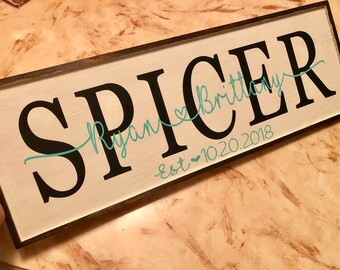 SPICER
Ryan ♥ Brittany
Est ♥ 10.20.2018